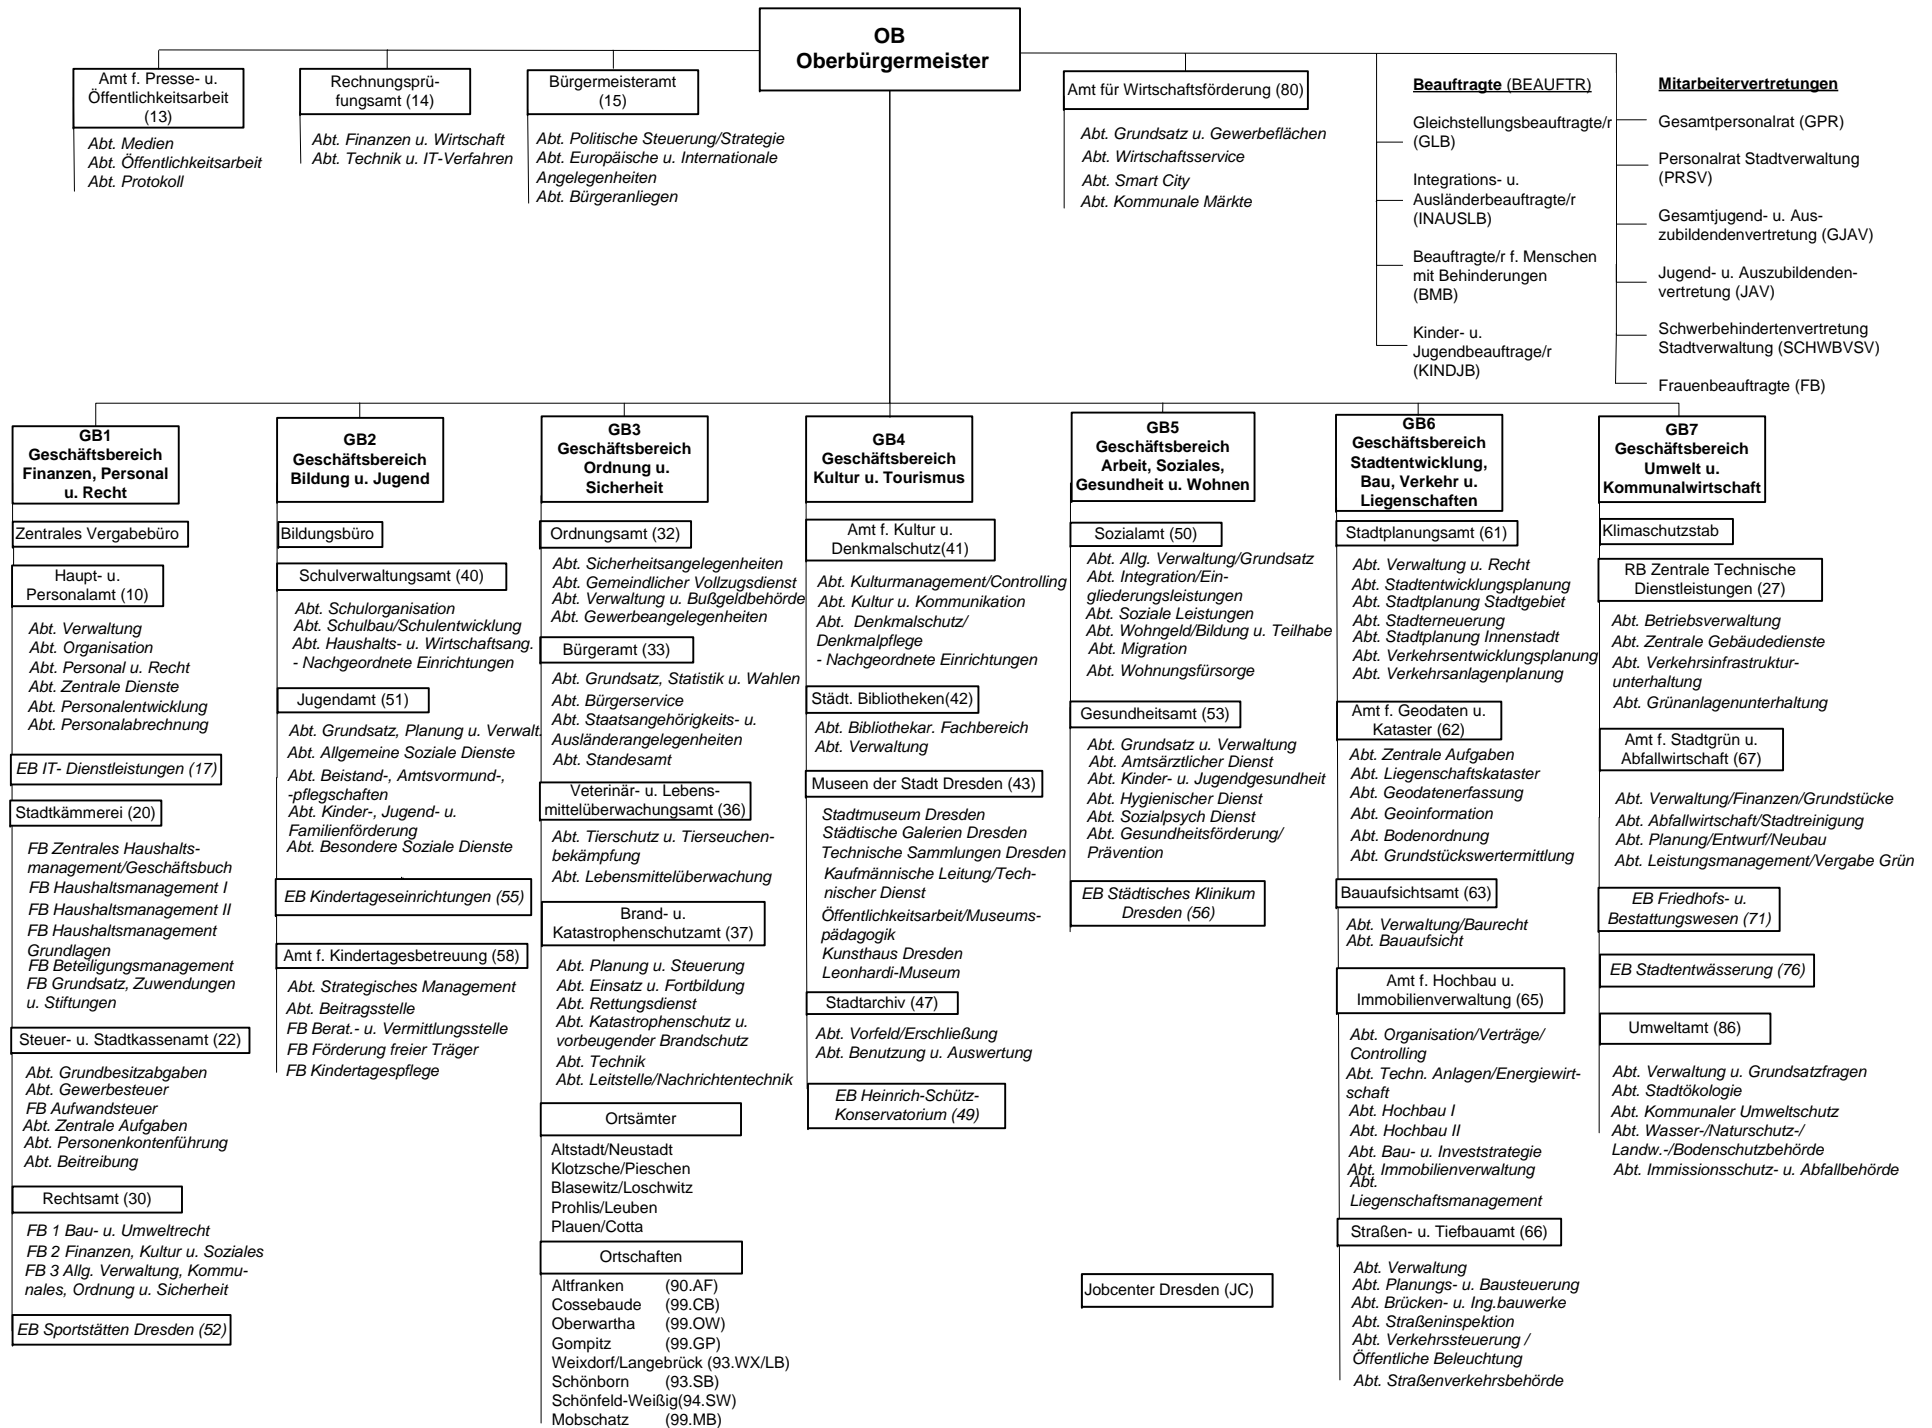 OB
Oberbürgermeister
Amt f. Presse- u.
Öffentlichkeitsarbeit
(13)
Abt. Medien
Abt. Öffentlichkeitsarbeit
Abt. Protokoll
Rechnungsprü-
fungsamt (14)
Abt. Finanzen u. Wirtschaft
Abt. Technik u. IT-Verfahren
Bürgermeisteramt
(15)
Abt. Politische Steuerung/Strategie
Abt. Europäische u. Internationale
Angelegenheiten
Abt. Bürgeranliegen
Amt für Wirtschaftsförderung (80)
Abt. Grundsatz u. Gewerbeflächen
Abt. Wirtschaftsservice
Abt. Smart City
Abt. Kommunale Märkte
Beauftragte (BEAUFTR)
Gleichstellungsbeauftragte/r
(GLB)
Integrations- u.
Ausländerbeauftragte/r
(INAUSLB)
Beauftragte/r f. Menschen
mit Behinderungen
(BMB)
Kinder- u.
Jugendbeauftrage/r
(KINDJB)
Mitarbeitervertretungen
Gesamtpersonalrat (GPR)
Personalrat Stadtverwaltung
(PRSV)
Gesamtjugend- u. Aus-
zubildendenvertretung (GJAV)
Jugend- u. Auszubildenden-
vertretung (JAV)
Schwerbehindertenvertretung
Stadtverwaltung (SCHWBVSV)
Frauenbeauftragte (FB)
GB1
Geschäftsbereich
Finanzen, Personal
u. Recht
Zentrales Vergabebüro
Haupt- u.
Personalamt (10)
Abt. Verwaltung
Abt. Organisation
Abt. Personal u. Recht
Abt. Zentrale Dienste
Abt. Personalentwicklung
Abt. Personalabrechnung
EB IT- Dienstleistungen (17)
Stadtkämmerei (20)
FB Zentrales Haushalts-
management/Geschäftsbuch
FB Haushaltsmanagement I
FB Haushaltsmanagement II
FB Haushaltsmanagement
Grundlagen
FB Beteiligungsmanagement
FB Grundsatz, Zuwendungen
u. Stiftungen
Steuer- u. Stadtkassenamt (22)
Abt. Grundbesitzabgaben
Abt. Gewerbesteuer
FB Aufwandsteuer
Abt. Zentrale Aufgaben
Abt. Personenkontenführung
Abt. Beitreibung
Rechtsamt (30)
FB 1 Bau- u. Umweltrecht
FB 2 Finanzen, Kultur u. Soziales
FB 3 Allg. Verwaltung, Kommu-
nales, Ordnung u. Sicherheit
EB Sportstätten Dresden (52)
GB2
Geschäftsbereich
Bildung u. Jugend
Bildungsbüro
Schulverwaltungsamt (40)
Abt. Schulorganisation
Abt. Schulbau/Schulentwicklung
Abt. Haushalts- u. Wirtschaftsang.
- Nachgeordnete Einrichtungen
Jugendamt (51)
Abt. Grundsatz, Planung u. Verwalt.
Abt. Allgemeine Soziale Dienste
Abt. Beistand-, Amtsvormund-,
-pflegschaften
Abt. Kinder-, Jugend- u.
Familienförderung
Abt. Besondere Soziale Dienste
EB Kindertageseinrichtungen (55)
Amt f. Kindertagesbetreuung (58)
Abt. Strategisches Management
Abt. Beitragsstelle
FB Berat.- u. Vermittlungsstelle
FB Förderung freier Träger
FB Kindertagespflege
GB3
Geschäftsbereich
Ordnung u.
Sicherheit
Ordnungsamt (32)
Abt. Sicherheitsangelegenheiten
Abt. Gemeindlicher Vollzugsdienst
Abt. Verwaltung u. Bußgeldbehörde
Abt. Gewerbeangelegenheiten
Bürgeramt (33)
Abt. Grundsatz, Statistik u. Wahlen
Abt. Bürgerservice
Abt. Staatsangehörigkeits- u.
Ausländerangelegenheiten
Abt. Standesamt
Veterinär- u. Lebens-
mittelüberwachungsamt (36)
Abt. Tierschutz u. Tierseuchen-
bekämpfung
Abt. Lebensmittelüberwachung
Brand- u.
Katastrophenschutzamt (37)
Abt. Planung u. Steuerung
Abt. Einsatz u. Fortbildung
Abt. Rettungsdienst
Abt. Katastrophenschutz u.
vorbeugender Brandschutz
Abt. Technik
Abt. Leitstelle/Nachrichtentechnik
Ortsämter
Altstadt/Neustadt
Klotzsche/Pieschen
Blasewitz/Loschwitz
Prohlis/Leuben
Plauen/Cotta
Ortschaften
Altfranken (90.AF)
Cossebaude (99.CB)
Oberwartha (99.OW)
Gompitz (99.GP)
Weixdorf/Langebrück (93.WX/LB)
Schönborn (93.SB)
Schönfeld-Weißig(94.SW)
Mobschatz (99.MB)
GB4
Geschäftsbereich
Kultur u. Tourismus
Amt f. Kultur u.
Denkmalschutz(41)
Abt. Kulturmanagement/Controlling
Abt. Kultur u. Kommunikation
Abt. Denkmalschutz/
Denkmalpflege
- Nachgeordnete Einrichtungen
Städt. Bibliotheken(42)
Abt. Bibliothekar. Fachbereich
Abt. Verwaltung
Museen der Stadt Dresden (43)
Stadtmuseum Dresden
Städtische Galerien Dresden
Technische Sammlungen Dresden
Kaufmännische Leitung/Tech-
nischer Dienst
Öffentlichkeitsarbeit/Museums-
pädagogik
Kunsthaus Dresden
Leonhardi-Museum
Stadtarchiv (47)
Abt. Vorfeld/Erschließung
Abt. Benutzung u. Auswertung
EB Heinrich-Schütz-
Konservatorium (49)
GB5
Geschäftsbereich
Arbeit, Soziales,
Gesundheit u. Wohnen
Sozialamt (50)
Abt. Allg. Verwaltung/Grundsatz
Abt. Integration/Ein-
gliederungsleistungen
Abt. Soziale Leistungen
Abt. Wohngeld/Bildung u. Teilhabe
Abt. Migration
Abt. Wohnungsfürsorge
Gesundheitsamt (53)
Abt. Grundsatz u. Verwaltung
Abt. Amtsärztlicher Dienst
Abt. Kinder- u. Jugendgesundheit
Abt. Hygienischer Dienst
Abt. Sozialpsych Dienst
Abt. Gesundheitsförderung/
Prävention
EB Städtisches Klinikum
Dresden (56)
Jobcenter Dresden (JC)
GB6
Geschäftsbereich
Stadtentwicklung,
Bau, Verkehr u.
Liegenschaften
Stadtplanungsamt (61)
Abt. Verwaltung u. Recht
Abt. Stadtentwicklungsplanung
Abt. Stadtplanung Stadtgebiet
Abt. Stadterneuerung
Abt. Stadtplanung Innenstadt
Abt. Verkehrsentwicklungsplanung
Abt. Verkehrsanlagenplanung
Amt f. Geodaten u.
Kataster (62)
Abt. Zentrale Aufgaben
Abt. Liegenschaftskataster
Abt. Geodatenerfassung
Abt. Geoinformation
Abt. Bodenordnung
Abt. Grundstückswertermittlung
Bauaufsichtsamt (63)
Abt. Verwaltung/Baurecht
Abt. Bauaufsicht
Amt f. Hochbau u.
Immobilienverwaltung (65)
Abt. Organisation/Verträge/
Controlling
Abt. Techn. Anlagen/Energiewirt-
schaft
Abt. Hochbau I
Abt. Hochbau II
Abt. Bau- u. Investstrategie
Abt. Immobilienverwaltung
Abt.
Liegenschaftsmanagement
Straßen- u. Tiefbauamt (66)
Abt. Verwaltung
Abt. Planungs- u. Bausteuerung
Abt. Brücken- u. Ing.bauwerke
Abt. Straßeninspektion
Abt. Verkehrssteuerung /
Öffentliche Beleuchtung
Abt. Straßenverkehrsbehörde
GB7
Geschäftsbereich
Umwelt u.
Kommunalwirtschaft
Klimaschutzstab
RB Zentrale Technische
Dienstleistungen (27)
Abt. Betriebsverwaltung
Abt. Zentrale Gebäudedienste
Abt. Verkehrsinfrastruktur-
unterhaltung
Abt. Grünanlagenunterhaltung
Amt f. Stadtgrün u.
Abfallwirtschaft (67)
Abt. Verwaltung/Finanzen/Grundstücke
Abt. Abfallwirtschaft/Stadtreinigung
Abt. Planung/Entwurf/Neubau
Abt. Leistungsmanagement/Vergabe Grün
EB Friedhofs- u.
Bestattungswesen (71)
EB Stadtentwässerung (76)
Umweltamt (86)
Abt. Verwaltung u. Grundsatzfragen
Abt. Stadtökologie
Abt. Kommunaler Umweltschutz
Abt. Wasser-/Naturschutz-/
Landw.-/Bodenschutzbehörde
Abt. Immissionsschutz- u. Abfallbehörde